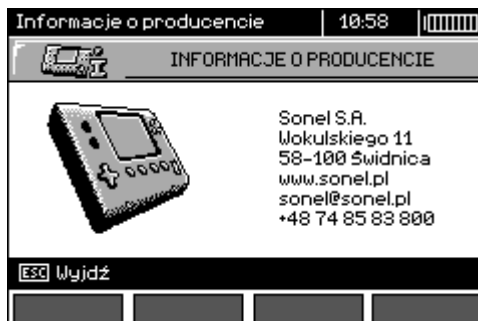 Informacje o producencie 10:58
INFORMACJE O PRODUCENCIE
Sonel S.A.
Wokulskiego 11
58-100 Świdnica
www.sonel.pl
sonel@sonel.pl
+48 74 85 83 800
ESC Wyjdź